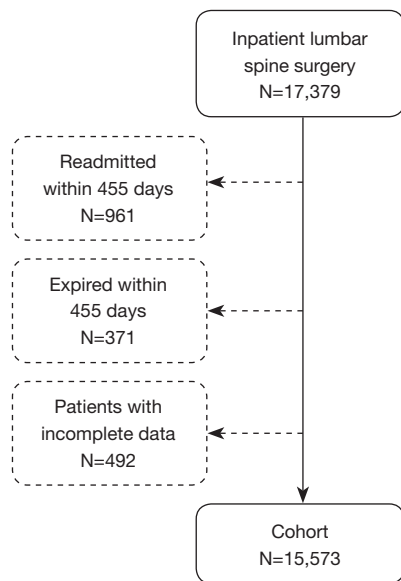 Inpatient lumbar
spine surgery
N=17,379
Readmitted
within 455 days
N=961
Expired within
455 days
N=371
Patients with
incomplete data
N=492
Cohort
N=15,573